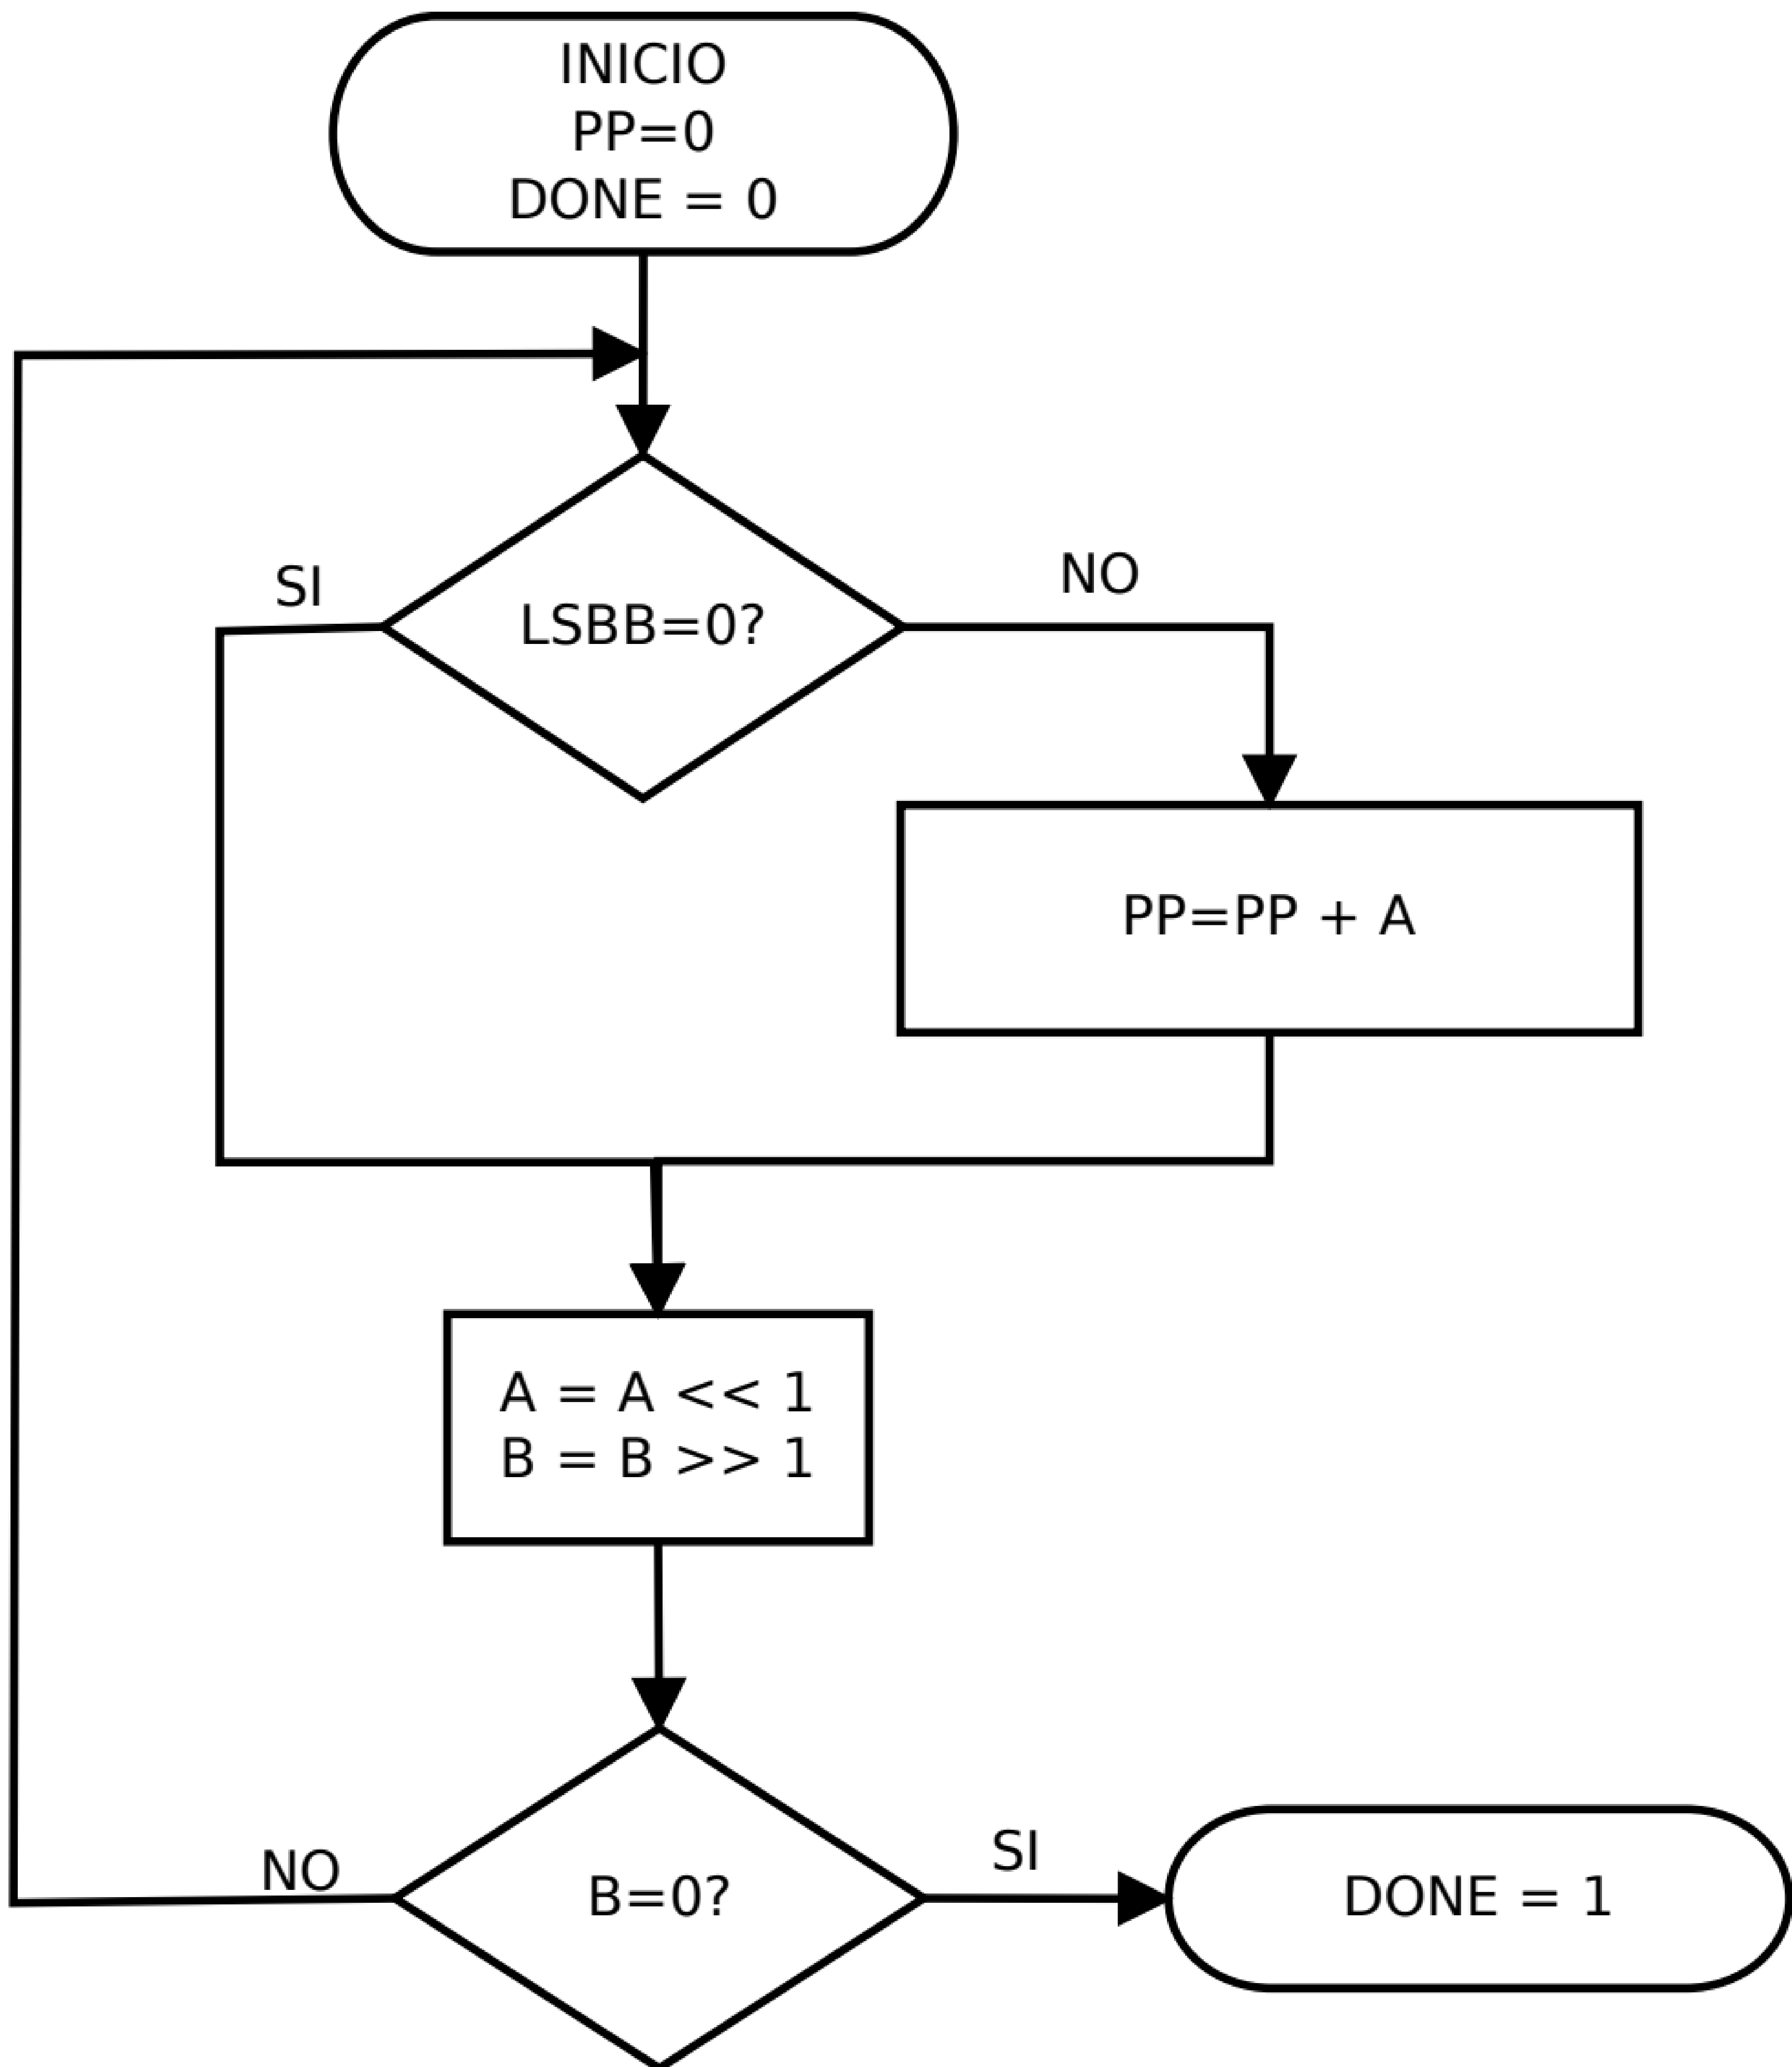 INICIO
PP=0
DONE = 0
SI
LSBB=0?
NO
PP=PP + A
A = A << 1
B = B >> 1
NO
B=0?
SI
DONE = 1